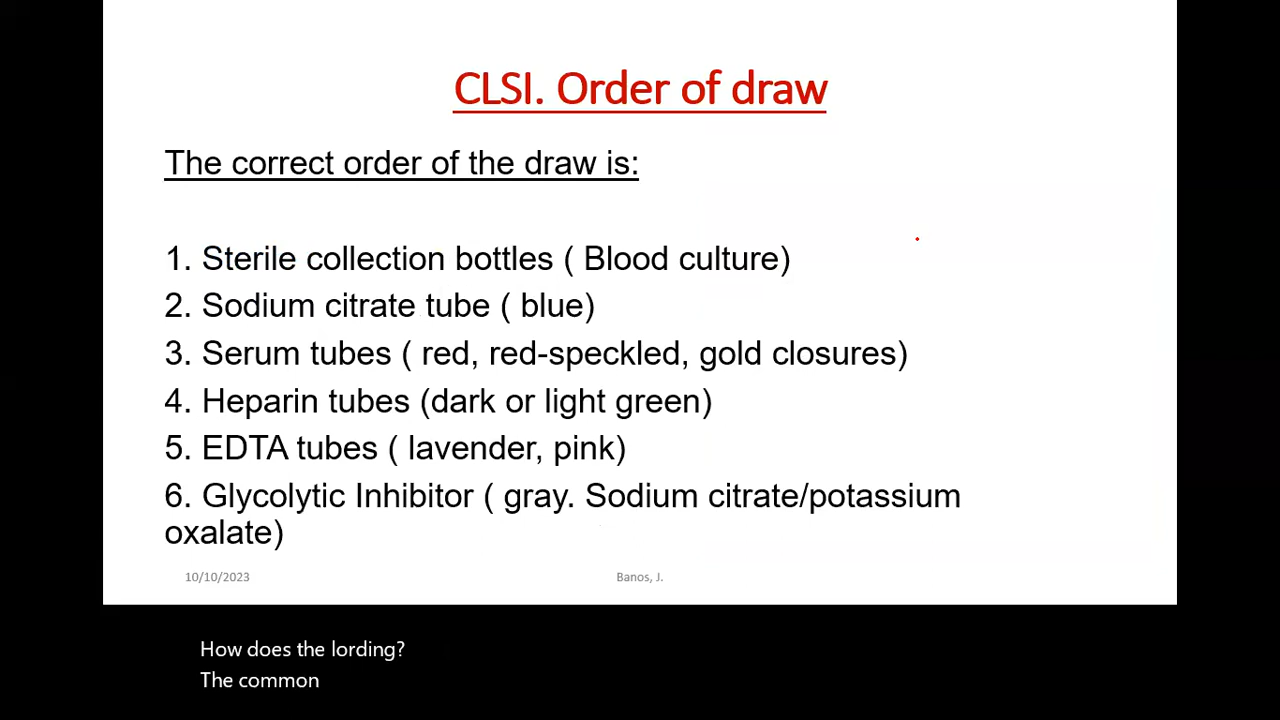 CLSI. Order of draw
The correct order of the draw is:
1. Sterile collection bottles ( Blood culture)
2. Sodium citrate tube ( blue)
3. Serum tubes ( red, red-speckled, gold closures)
4. Heparin tubes (dark or light green)
5. EDTA tubes ( lavender, pink)
6. Glycolytic Inhibitor ( gray. Sodium citrate/potassium
oxalate)
10/10/2023
Banos, J.
How does the lording?
The common